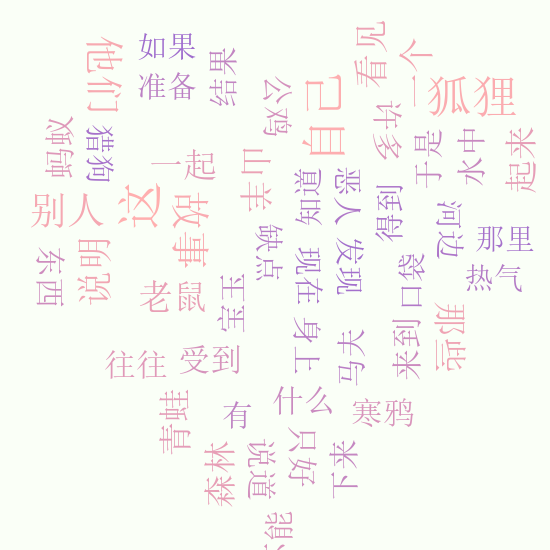 如果
看见
一个
他们
准备
结果
狐狸
自己
公鸡
许多
于是
水中
起来
蚂蚁
猎狗
一起
山羊
知道
恶人
得到
别人
这
故事
缺点
河边
那里
东西
说明
现在
发现
口袋
热气
老鼠
宝玉
身上
马夫
来到
那些
往往
受到
青蛙
有
什么
寒鸦
森林
说道
只好
下来
能